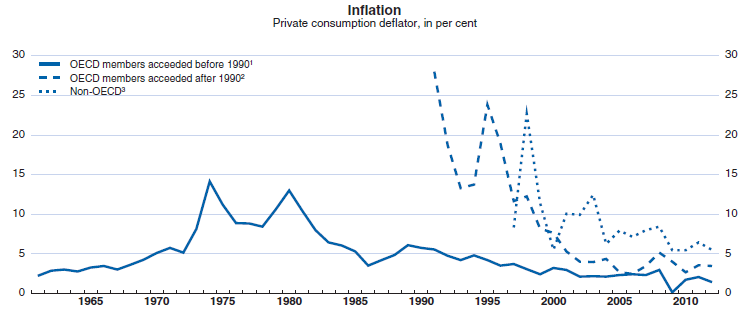 Inflation
Private consumption deflator, in per cent
30 30
OECD members acceeded before 1990¹
OECD members acceeded after 1990²
Non-OECD³
25 25
20 20
15 15
10 10
5 5
0 0
1965 1970 1975 1980 1985 1990 1995 2000 2005 2010